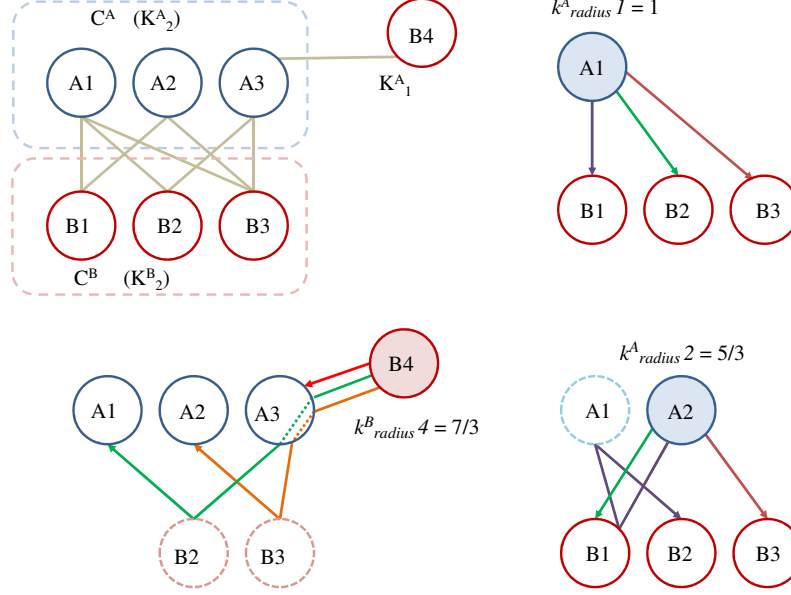 C^A (K^A_2)
B4
A1 A2 A3
K^A_1
B1 B2 B3
C^B (K^B_2)
k^A_radius 1 = 1
A1
B1 B2 B3
B4
A1 A2 A3
k^B_radius 4 = 7/3
B2 B3
k^A_radius 2 = 5/3
A1 A2
B1 B2 B3